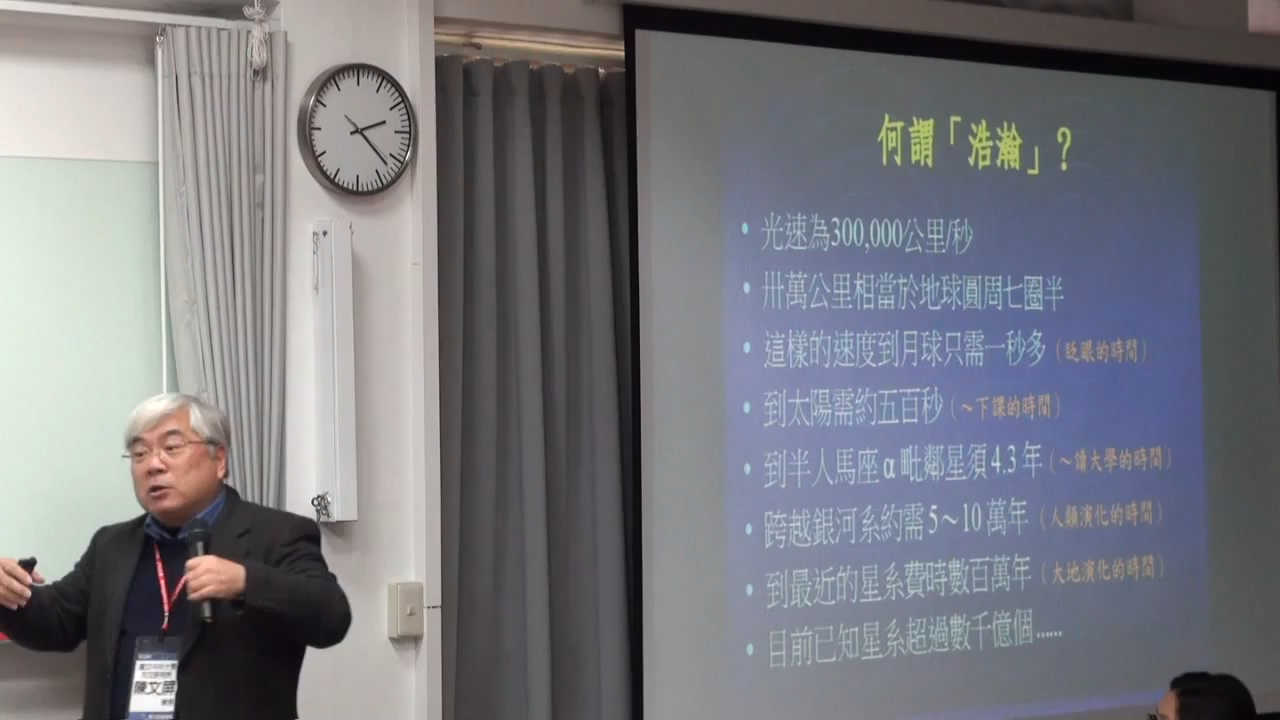 何謂「浩瀚」？
• 光速為300,000公里/秒
• 卅萬公里相當於地球圓周七圈半
• 這樣的速度到月球只需一秒多（眨眼的時間）
• 到太陽需約五百秒（～下課的時間）
• 到半人馬座α毗鄰星須 4.3 年（～讀大學的時間）
• 跨越銀河系約需 5～10 萬年（人類演化的時間）
• 到最近的星系費時數百萬年（大地演化的時間）
• 目前已知星系超過數千億個......
陳文屏